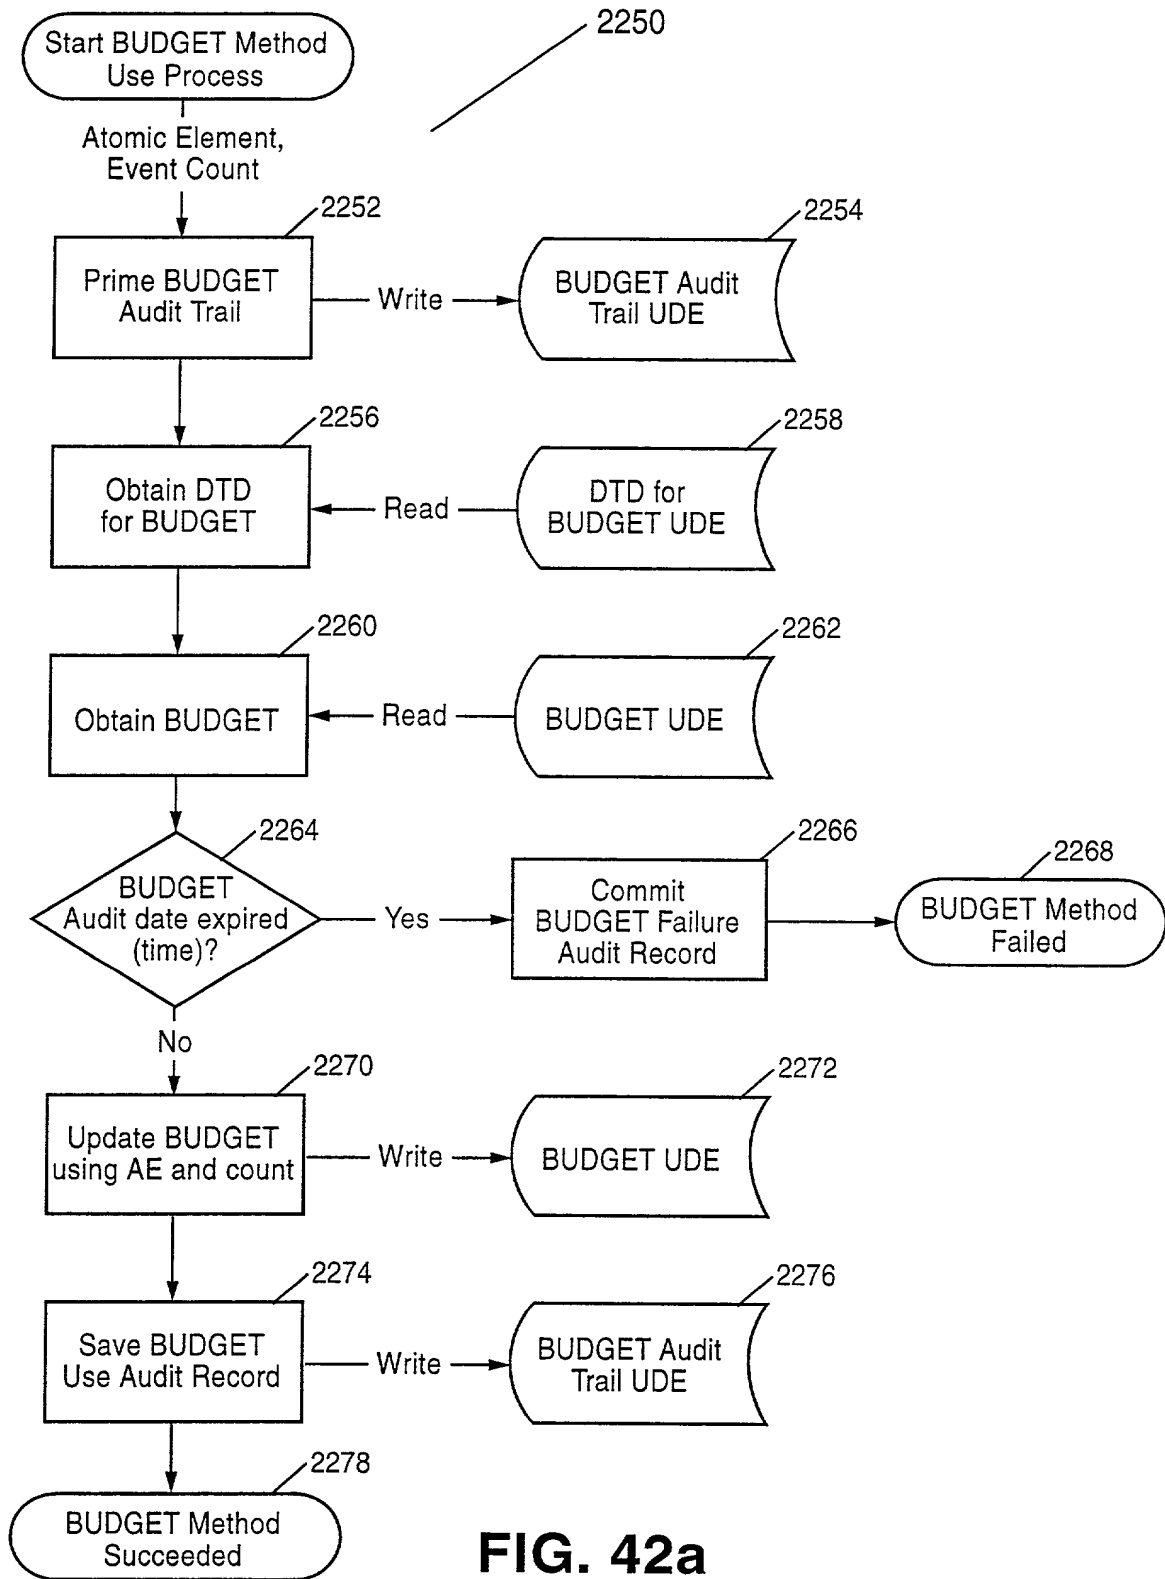 2250
Start BUDGET Method
Use Process
Atomic Element,
Event Count
2252
Prime BUDGET
Audit Trail
Write
2254
BUDGET Audit
Trail UDE
2256
Obtain DTD
for BUDGET
Read
2258
DTD for
BUDGET UDE
2260
Obtain BUDGET
Read
2262
BUDGET UDE
2264
BUDGET
Audit date expired
(time)?
Yes
2266
Commit
BUDGET Failure
Audit Record
2268
BUDGET Method
Failed
No
2270
Update BUDGET
using AE and count
Write
2272
BUDGET UDE
2274
Save BUDGET
Use Audit Record
Write
2276
BUDGET Audit
Trail UDE
2278
BUDGET Method
Succeeded
FIG. 42a